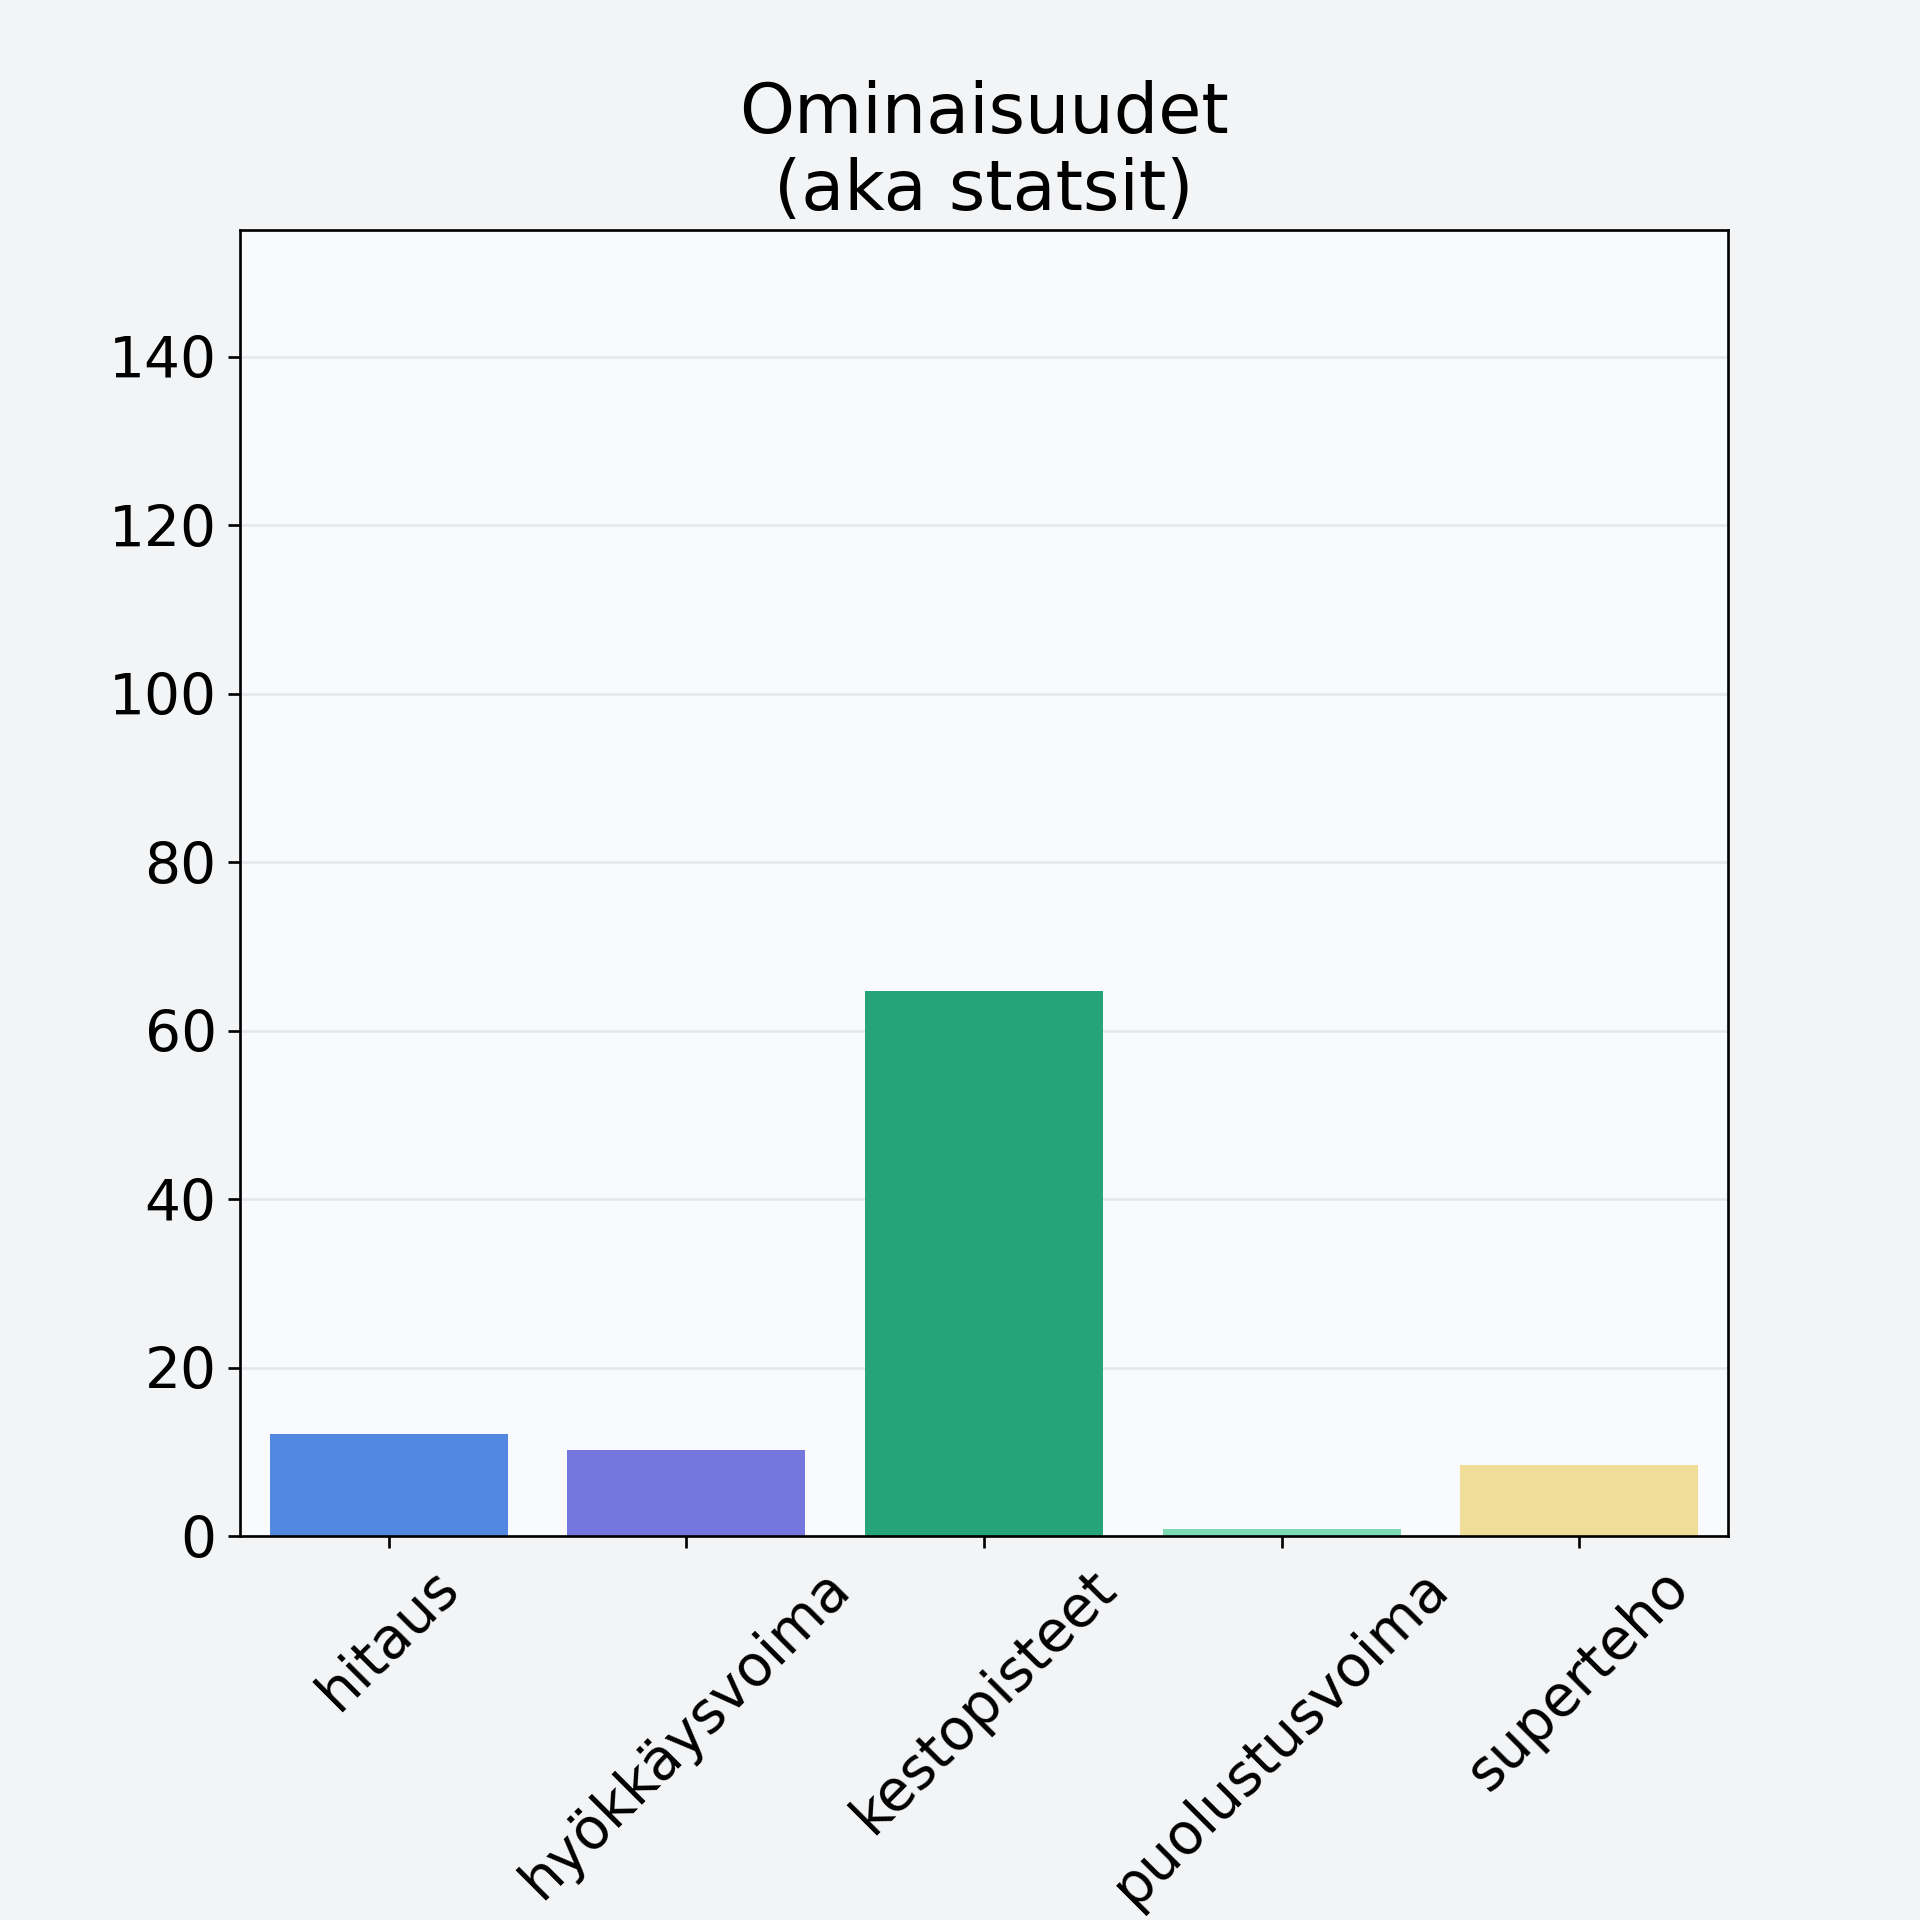 Ominaisuudet
(aka statsit)
140
120
100
80
60
40
20
0
hitaus
hyökkäysvoima
kestopisteet
puolustusvoima
superteho